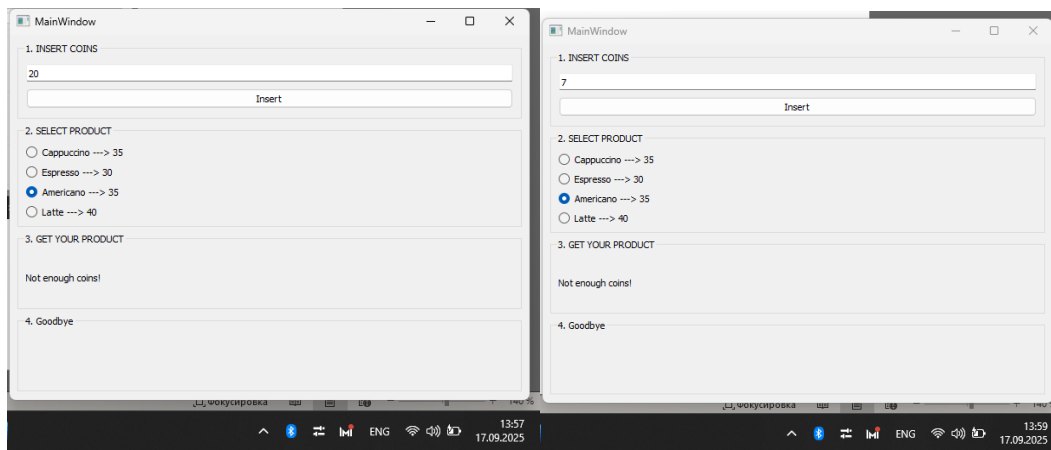 MainWindow
1. INSERT COINS
20
Insert
2. SELECT PRODUCT
Cappuccino ---> 35
Espresso ---> 30
Americano ---> 35
Latte ---> 40
3. GET YOUR PRODUCT
Not enough coins!
4. Goodbye
Фокусировка
140 %
ENG
13:57
17.09.2025
MainWindow
1. INSERT COINS
7
Insert
2. SELECT PRODUCT
Cappuccino ---> 35
Espresso ---> 30
Americano ---> 35
Latte ---> 40
3. GET YOUR PRODUCT
Not enough coins!
4. Goodbye
Фокусировка
140
ENG
13:59
17.09.2025